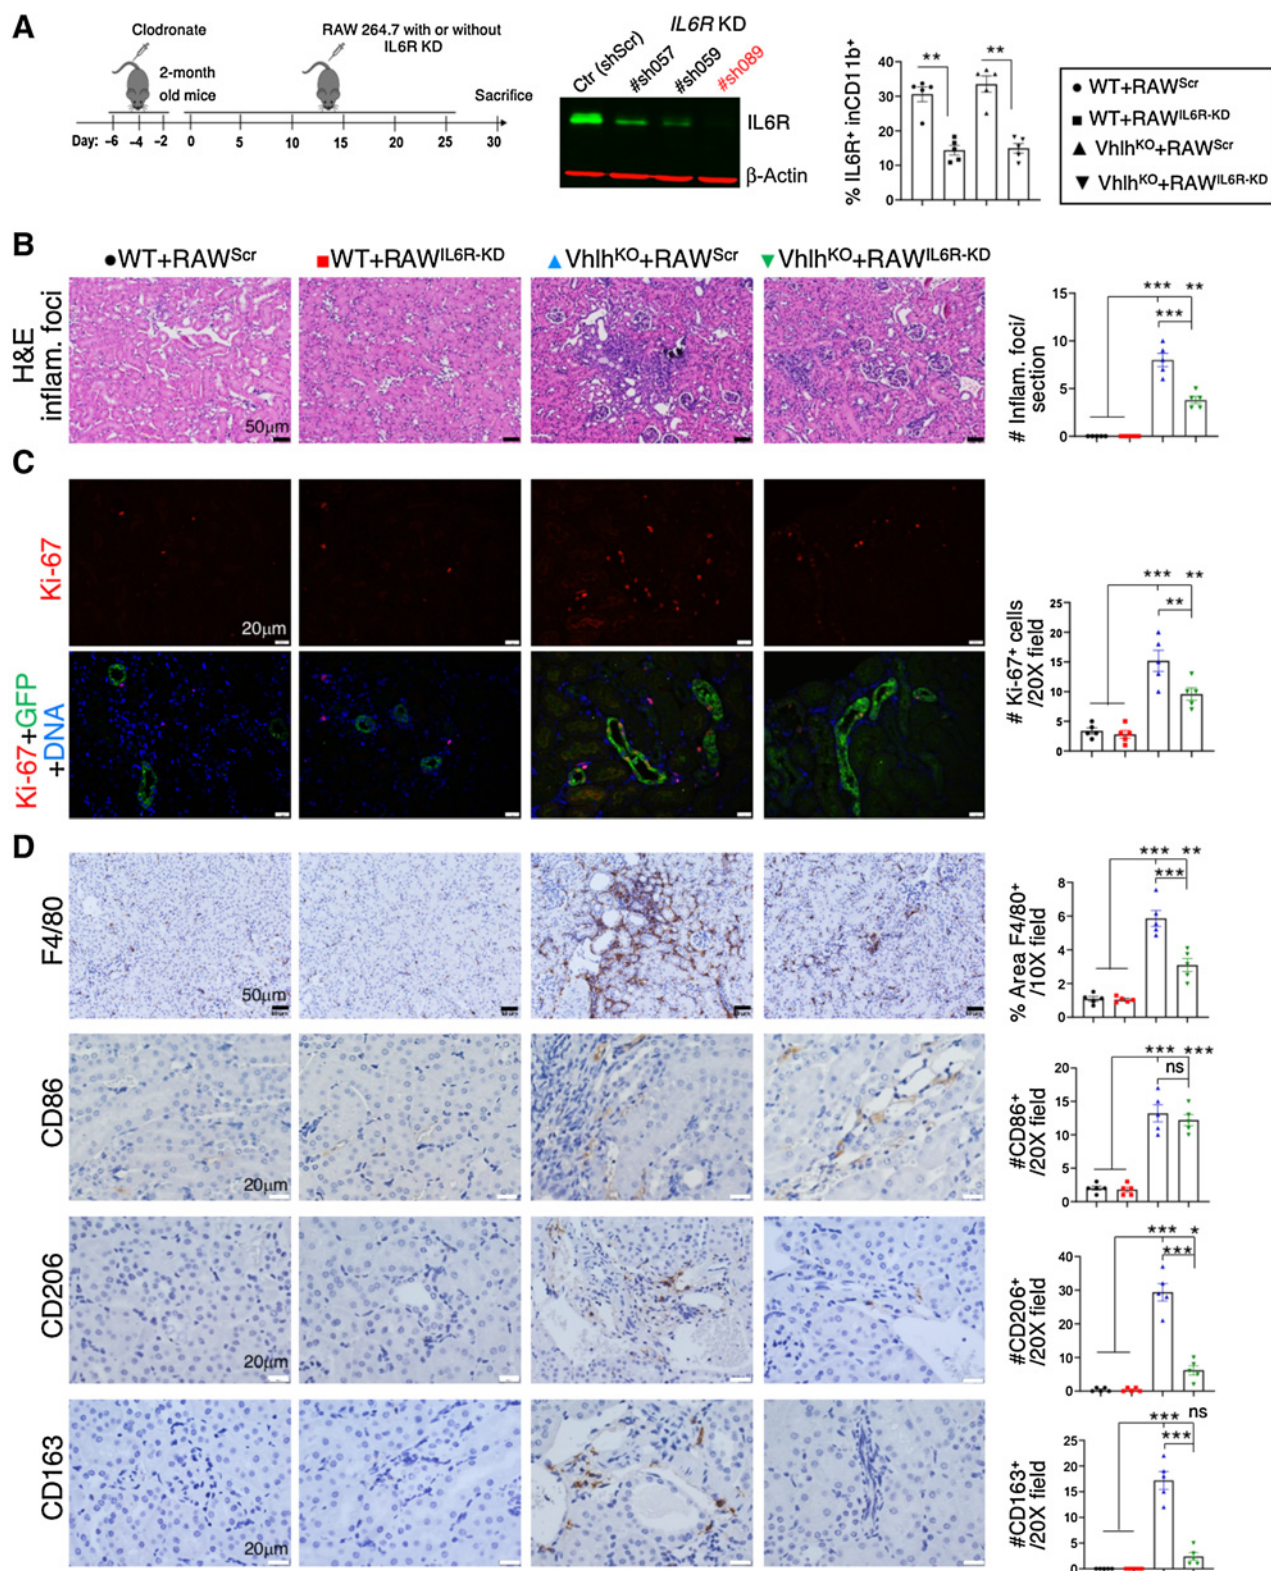 A
Clodronate
2-month
old mice
RAW 264.7 with or without
IL6R KD
Sacrifice
Day: -6 -4 -2 0 5 10 15 20 25 30
IL6R KD
Ctr (shScr)
#sh057
#sh059
#sh089
IL6R
β-Actin
% IL6R+ inCD11b+
40
30
20
10
0
** **
●WT+RAWScr
■WT+RAWIL6R-KD
▲VhlhKO+RAWScr
▼VhlhKO+RAWIL6R-KD
B
●WT+RAWScr ■WT+RAWIL6R-KD ▲VhlhKO+RAWScr ▼VhlhKO+RAWIL6R-KD
H&E
inflam. foci
50μm
# Inflam. foci/
section
15
10
5
0
*** **
***
C
Ki-67
20μm
Ki-67+GFP
+DNA
# Ki-67+ cells
/20X field
25
20
15
10
5
0
*** **
**
D
F4/80
50μm
% Area F4/80+
/10X field
8
6
4
2
0
*** **
***
CD86
20μm
#CD86+
/20X field
20
15
10
5
0
*** ***
ns
CD206
20μm
#CD206+
/20X field
40
30
20
10
0
*** *
***
CD163
20μm
#CD163+
/20X field
25
20
15
10
5
0
*** ns
***